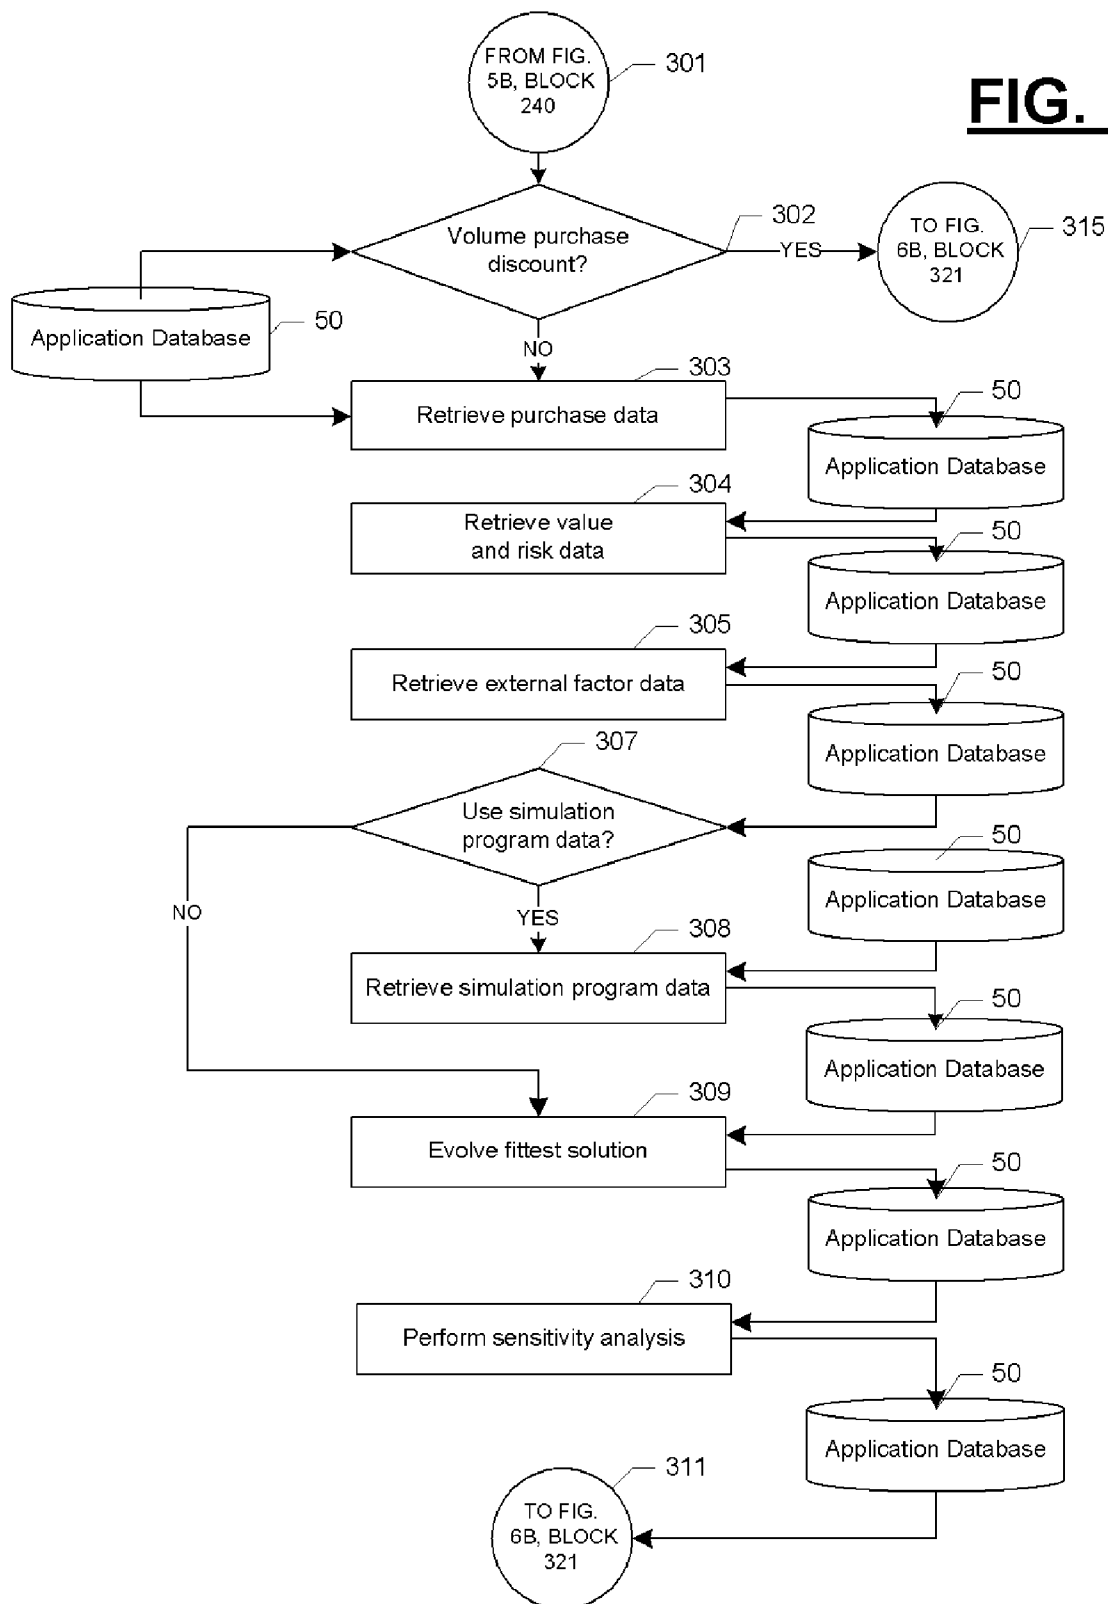 FROM FIG.
5B, BLOCK
240
301
FIG.
Volume purchase
discount?
302
YES
TO FIG.
6B, BLOCK
321
315
Application Database
50
NO
303
Retrieve purchase data
50
Application Database
304
Retrieve value
and risk data
50
Application Database
305
Retrieve external factor data
50
Application Database
307
Use simulation
program data?
50
Application Database
NO
YES
308
Retrieve simulation program data
50
Application Database
309
Evolve fittest solution
50
Application Database
310
Perform sensitivity analysis
50
Application Database
311
TO FIG.
6B, BLOCK
321